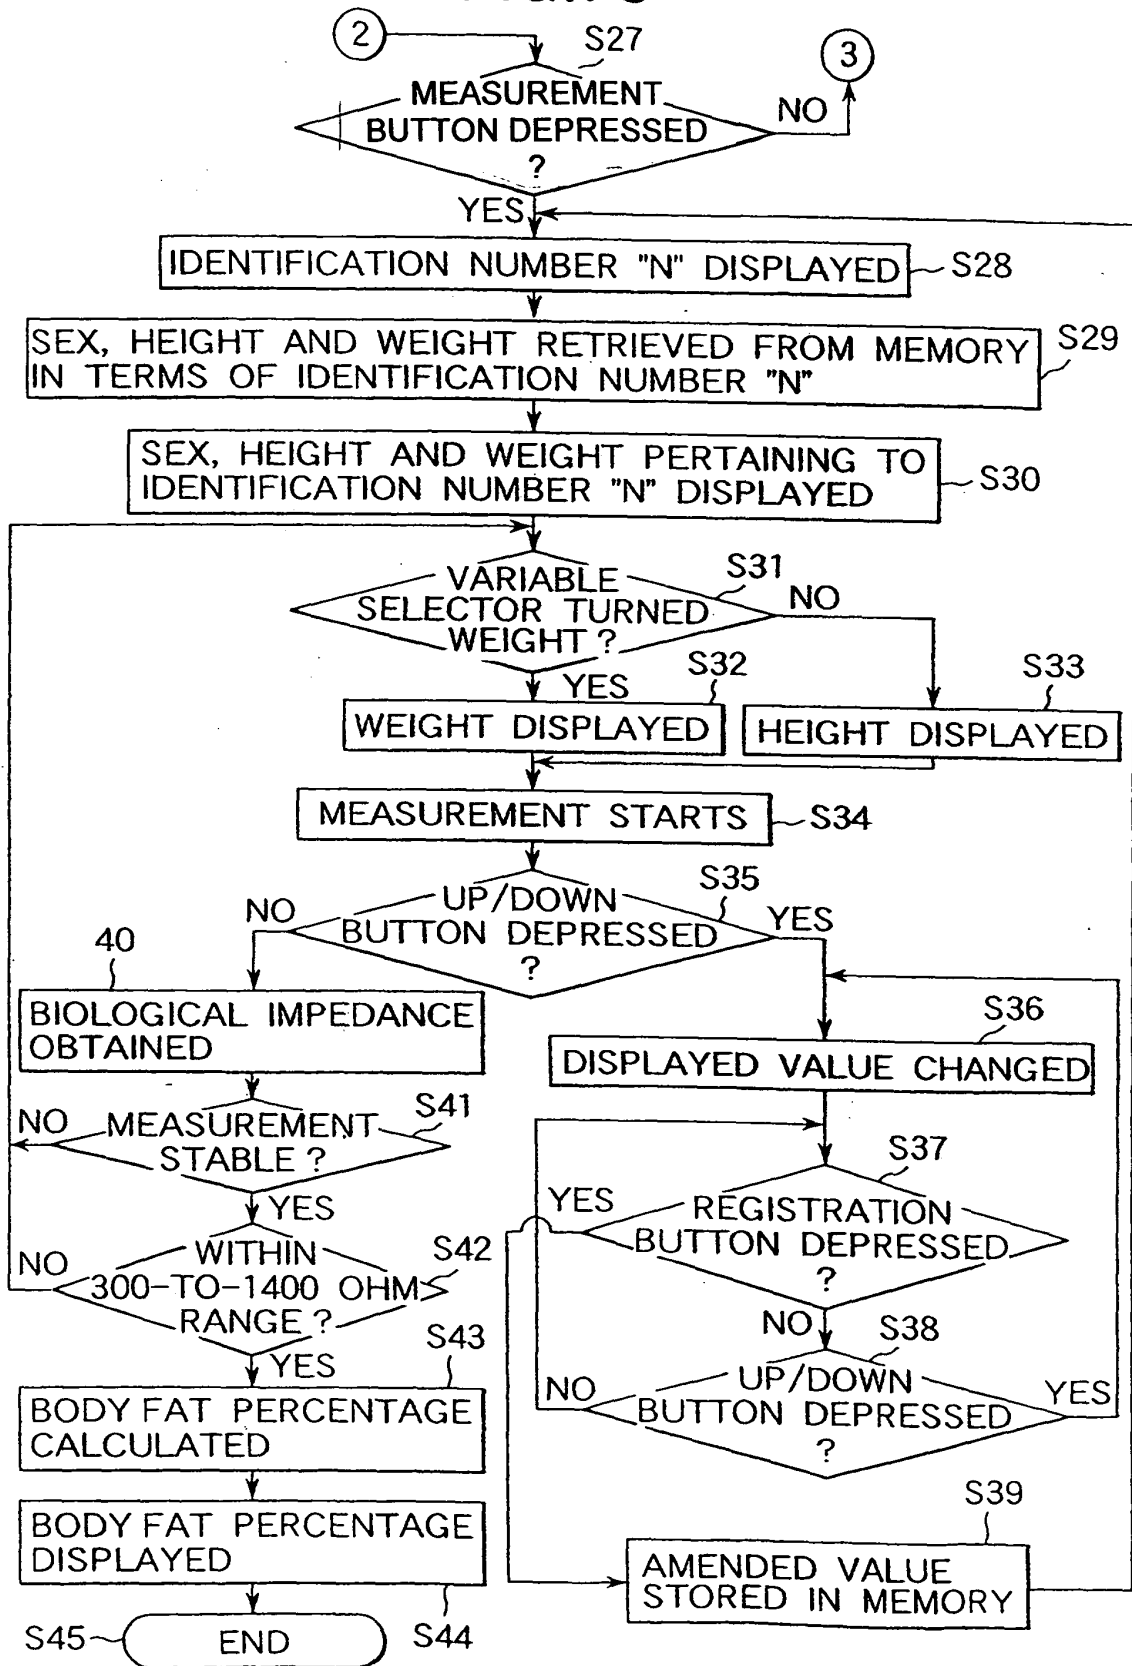 2
S27
3
MEASUREMENT
BUTTON DEPRESSED
?
NO
YES
IDENTIFICATION NUMBER "N" DISPLAYED
S28
SEX, HEIGHT AND WEIGHT RETRIEVED FROM MEMORY
IN TERMS OF IDENTIFICATION NUMBER "N"
S29
SEX, HEIGHT AND WEIGHT PERTAINING TO
IDENTIFICATION NUMBER "N" DISPLAYED
S30
VARIABLE
SELECTOR TURNED
WEIGHT ?
S31
NO
YES
S32
S33
WEIGHT DISPLAYED
HEIGHT DISPLAYED
MEASUREMENT STARTS
S34
UP/DOWN
BUTTON DEPRESSED
?
S35
NO
YES
40
BIOLOGICAL IMPEDANCE
OBTAINED
S36
DISPLAYED VALUE CHANGED
NO
MEASUREMENT
STABLE ?
S41
YES
S37
YES
REGISTRATION
BUTTON DEPRESSED
?
NO
WITHIN
300-TO-1400 OHM
RANGE ?
S42
NO
YES
S43
S38
NO
UP/DOWN
BUTTON DEPRESSED
?
YES
BODY FAT PERCENTAGE
CALCULATED
BODY FAT PERCENTAGE
DISPLAYED
S44
S39
AMENDED VALUE
STORED IN MEMORY
S45
END